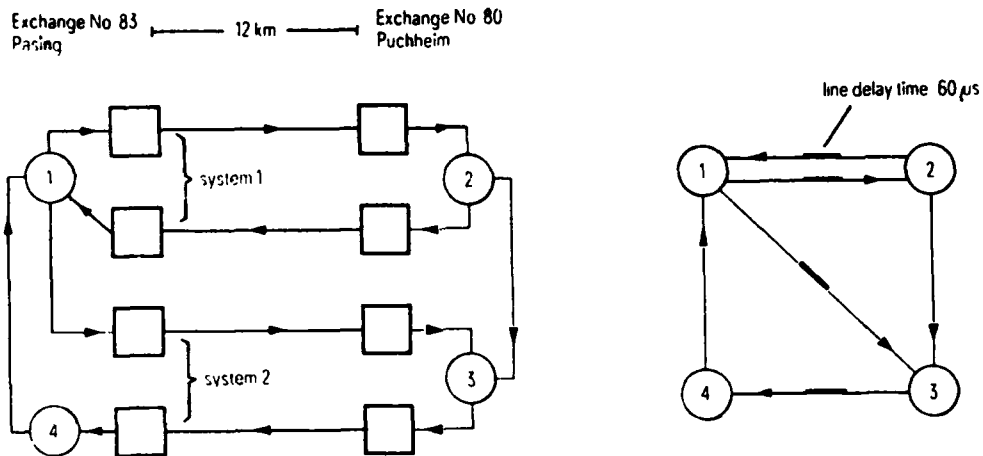 Exchange No 83
Pasing
12 km
Exchange No 80
Puchheim
line delay time 60 μs
1
system 1
2
system 2
3
4
1
2
4
3